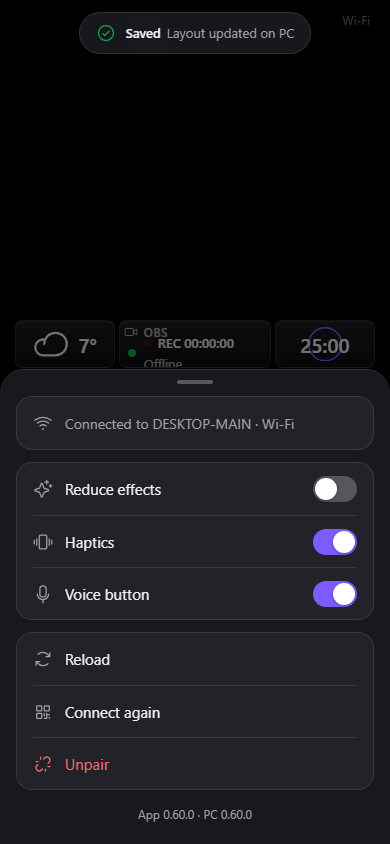 Wi-Fi
Saved Layout updated on PC
7°
OBS
REC 00:00:00
Offline
25:00
Connected to DESKTOP-MAIN · Wi-Fi
Reduce effects
Haptics
Voice button
Reload
Connect again
Unpair
App 0.60.0 · PC 0.60.0